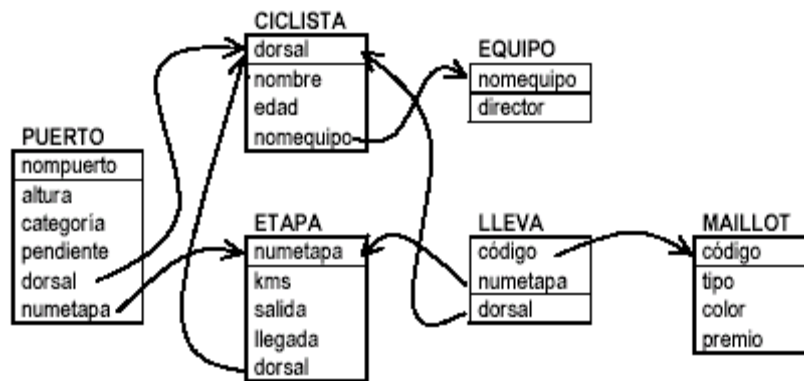 CICLISTA
dorsal
nombre
edad
nomequipo
EQUIPO
nomequipo
director
PUERTO
nompuerto
altura
categoría
pendiente
dorsal
numetapa
ETAPA
numetapa
kms
salida
llegada
dorsal
LLEVA
código
numetapa
dorsal
MAILLOT
código
tipo
color
premio